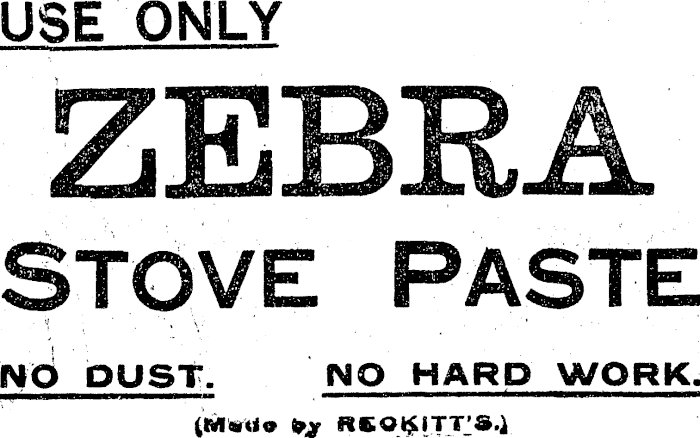 USE ONLY
ZEBRA
STOVE PASTE
NO DUST. NO HARD WORK.
(Made by RECKITT'S.)